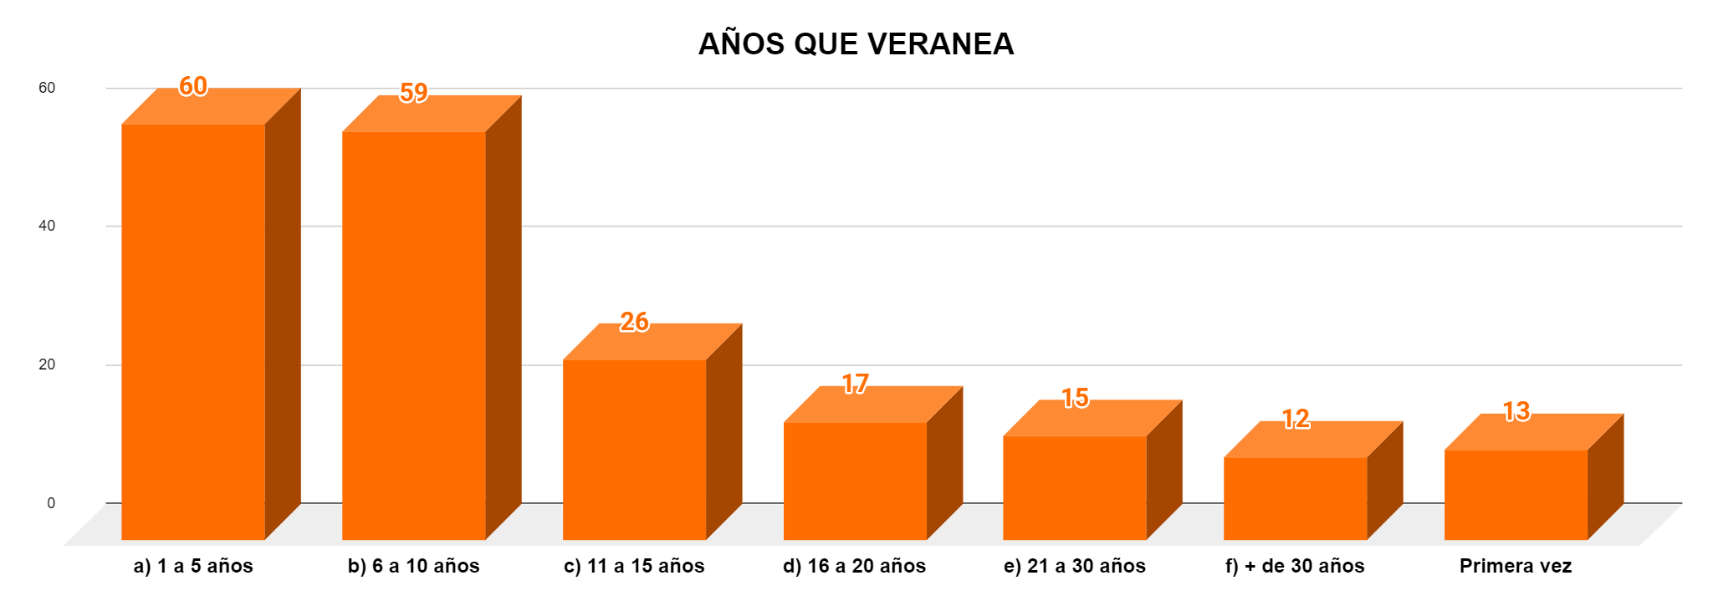 AÑOS QUE VERANEA
60
40
20
0
60
59
26
17
15
12
13
a) 1 a 5 años
b) 6 a 10 años
c) 11 a 15 años
d) 16 a 20 años
e) 21 a 30 años
f) + de 30 años
Primera vez